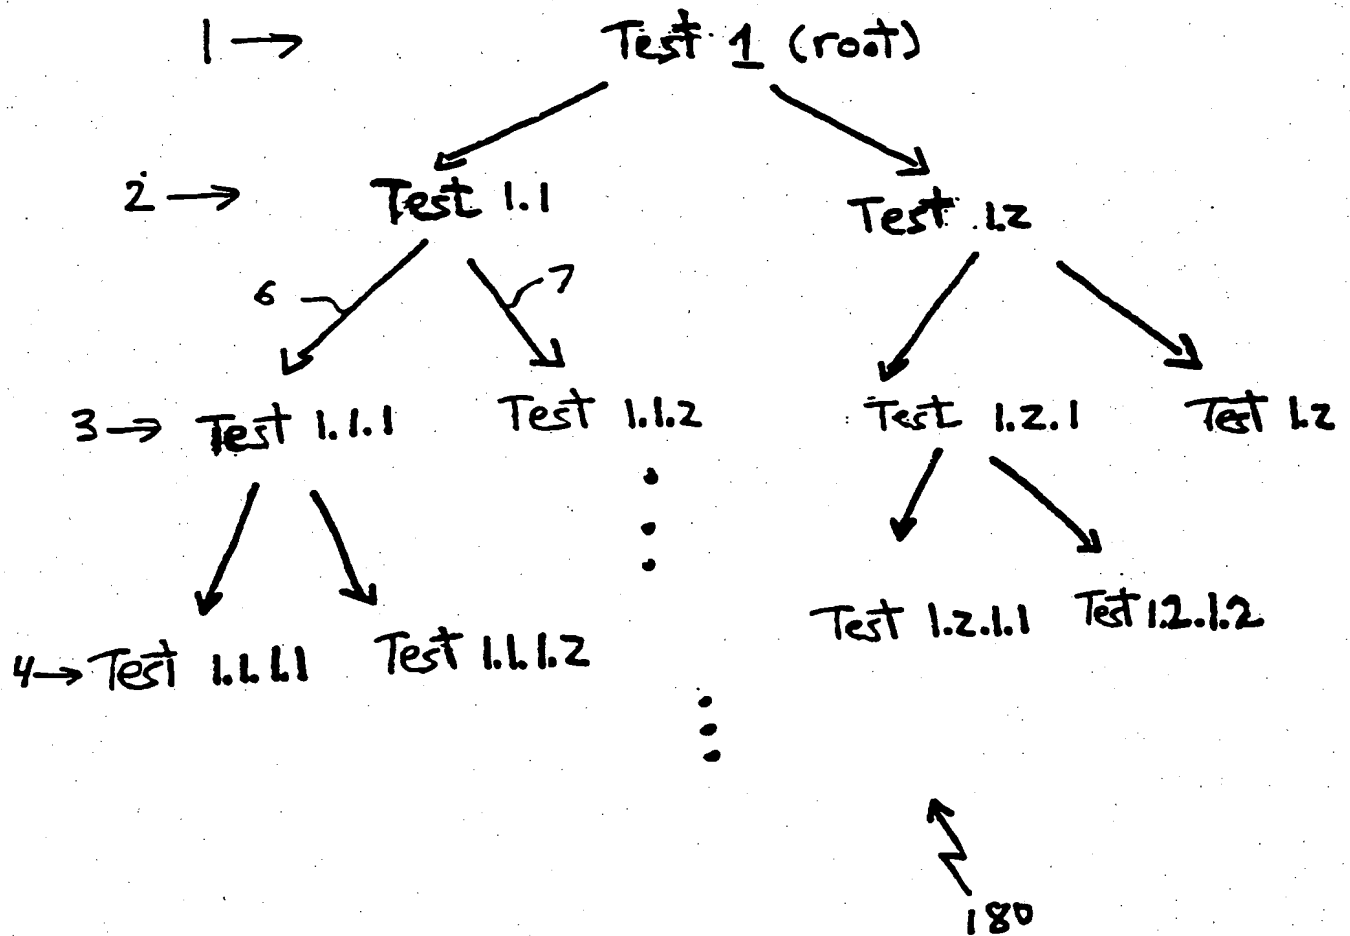 1 → Test 1 (root)
2 → Test 1.1 Test 1.2
6 7
3 → Test 1.1.1 Test 1.1.2 Test 1.2.1 Test 1.2
4 → Test 1.1.1.1 Test 1.1.1.2 Test 1.2.1.1 Test 1.2.1.2
180